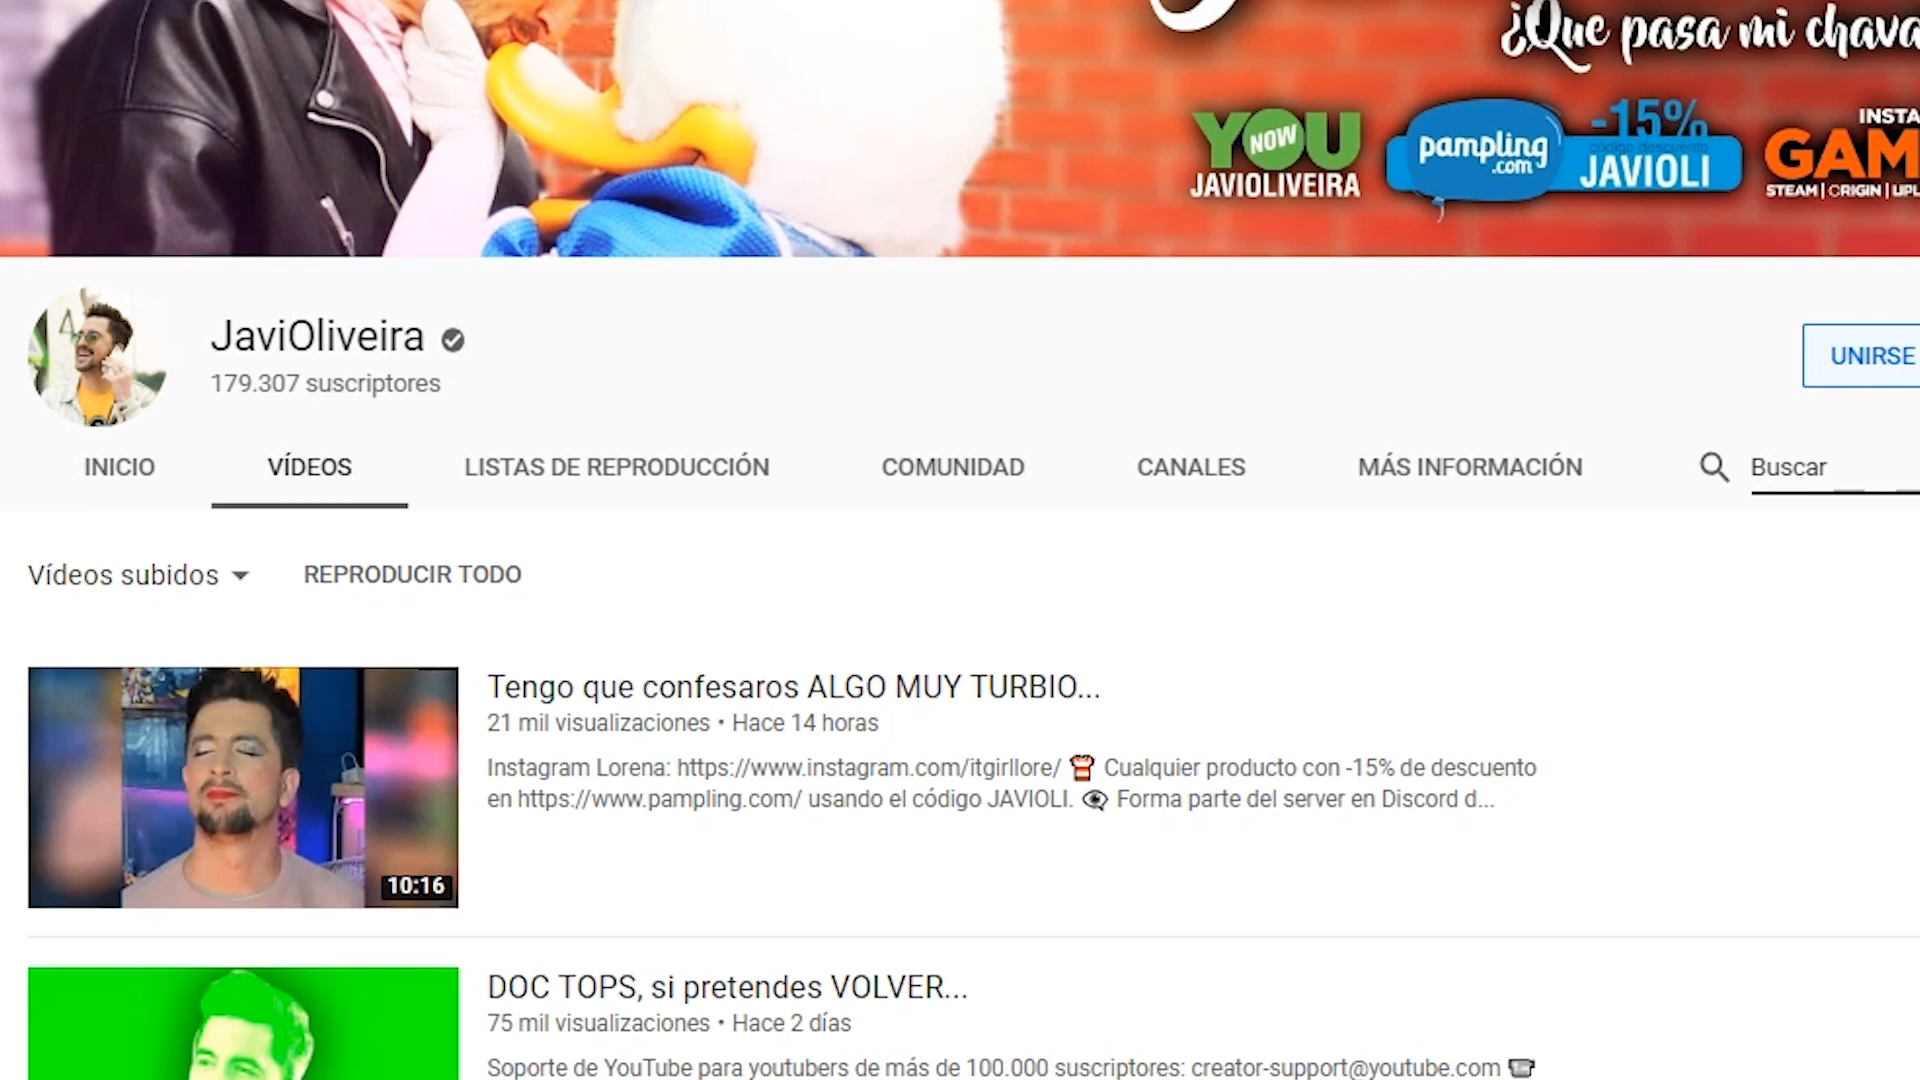 ¿Que pasa mi chava
YOU
NOW
JAVIOLIVEIRA
pampling
.com
-15%
código descuento
JAVIOLI
INSTA
GAM
STEAM | ORIGIN | UPL
JaviOliveira
179.307 suscriptores
UNIRSE
INICIO
VÍDEOS
LISTAS DE REPRODUCCIÓN
COMUNIDAD
CANALES
MÁS INFORMACIÓN
Buscar
Vídeos subidos
REPRODUCIR TODO
Tengo que confesaros ALGO MUY TURBIO...
21 mil visualizaciones • Hace 14 horas
Instagram Lorena: https://www.instagram.com/itgirllore/ 👕 Cualquier producto con -15% de descuento
en https://www.pampling.com/ usando el código JAVIOLI. 👁️‍🗨️ Forma parte del server en Discord d...
10:16
DOC TOPS, si pretendes VOLVER...
75 mil visualizaciones • Hace 2 días
Soporte de YouTube para youtubers de más de 100.000 suscriptores: creator-support@youtube.com